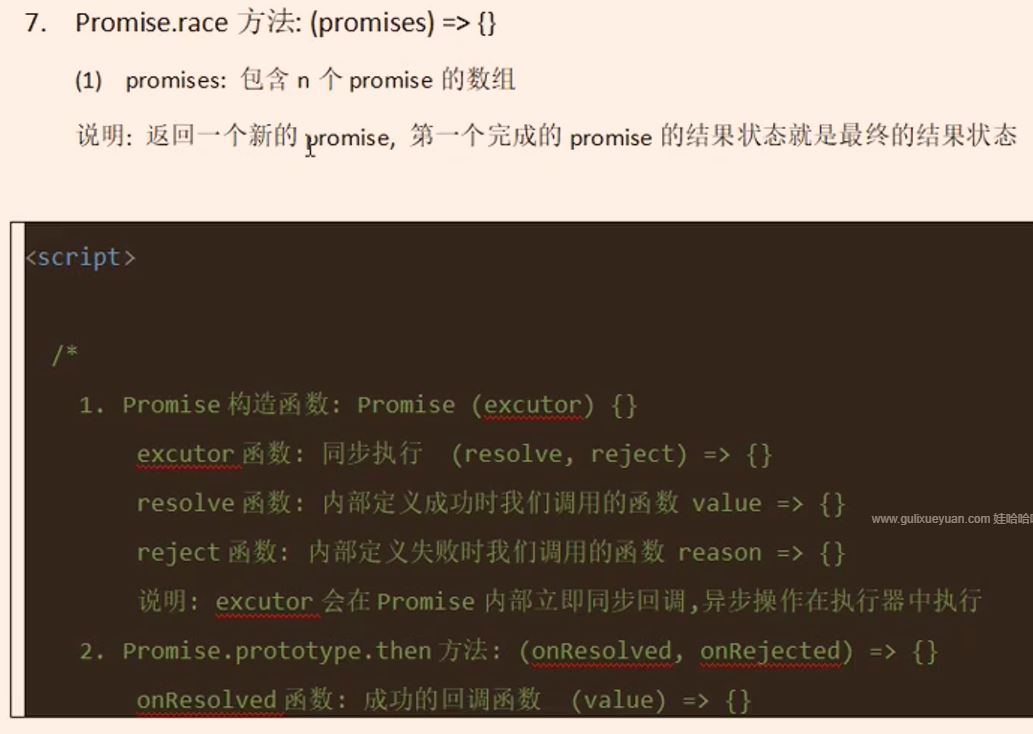 7. Promise.race 方法: (promises) => {}
(1) promises: 包含 n 个 promise 的数组
说明: 返回一个新的 promise, 第一个完成的 promise 的结果状态就是最终的结果状态
<script>
/*
1. Promise 构造函数: Promise (excutor) {}
excutor 函数: 同步执行 (resolve, reject) => {}
resolve 函数: 内部定义成功时我们调用的函数 value => {}
www.gulixueyuan.com 娃哈哈
reject 函数: 内部定义失败时我们调用的函数 reason => {}
说明: excutor 会在 Promise 内部立即同步回调,异步操作在执行器中执行
2. Promise.prototype.then 方法: (onResolved, onRejected) => {}
onResolved 函数: 成功的回调函数 (value) => {}